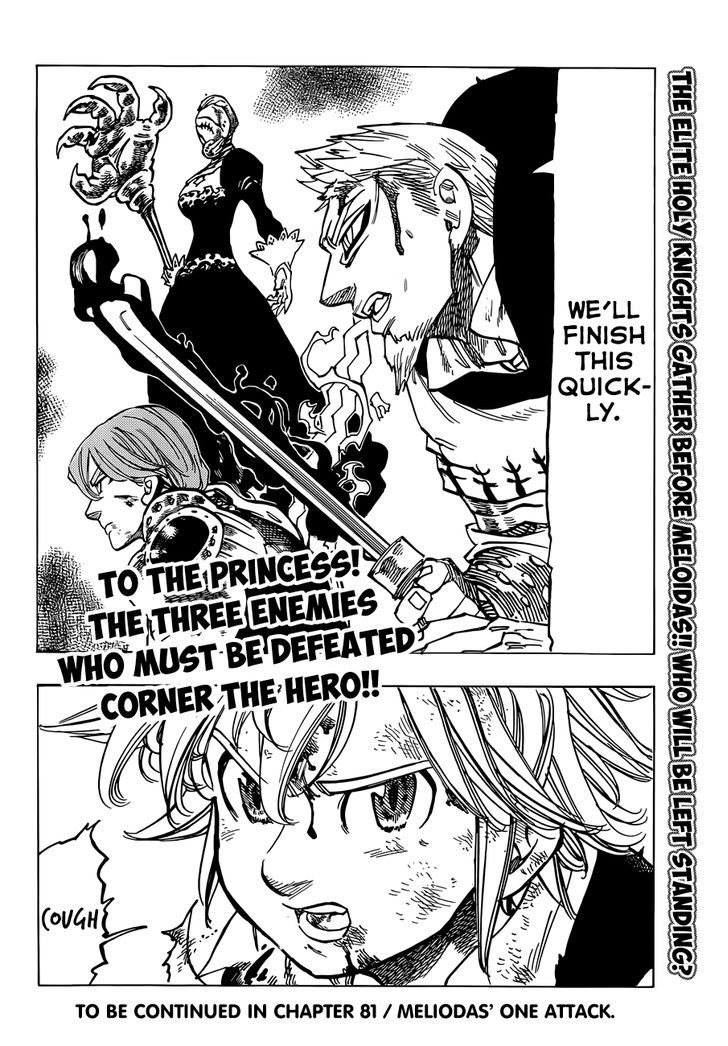 THE ELITE HOLY KNIGHTS GATHER BEFORE MELOIDAS!! WHO WILL BE LEFT STANDING?
WE'LL
FINISH
THIS
QUICK-
LY.
TO THE PRINCESS!
THE THREE ENEMIES
WHO MUST BE DEFEATED
CORNER THE HERO!!
COUGH
TO BE CONTINUED IN CHAPTER 81 / MELIODAS' ONE ATTACK.